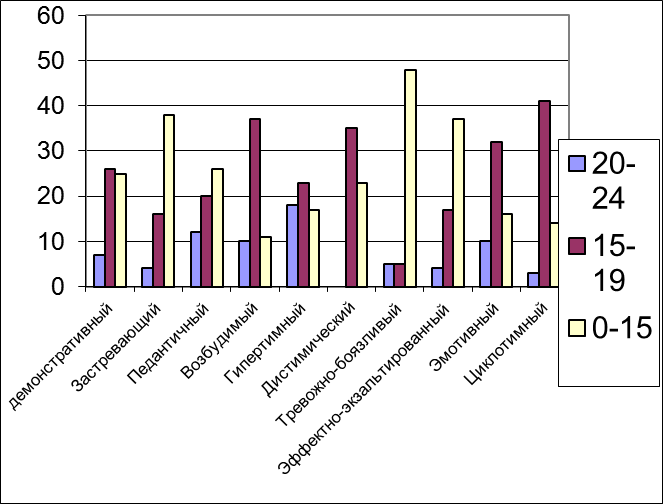 60
50
40
30
20
10
0
демонстративный
Застревающий
Педантичный
Возбудимый
Гипертимный
Дистимический
Тревожно-боязливый
Эффектно-экзальтированный
Эмотивный
Циклотимный
20-
24
15-
19
0-15